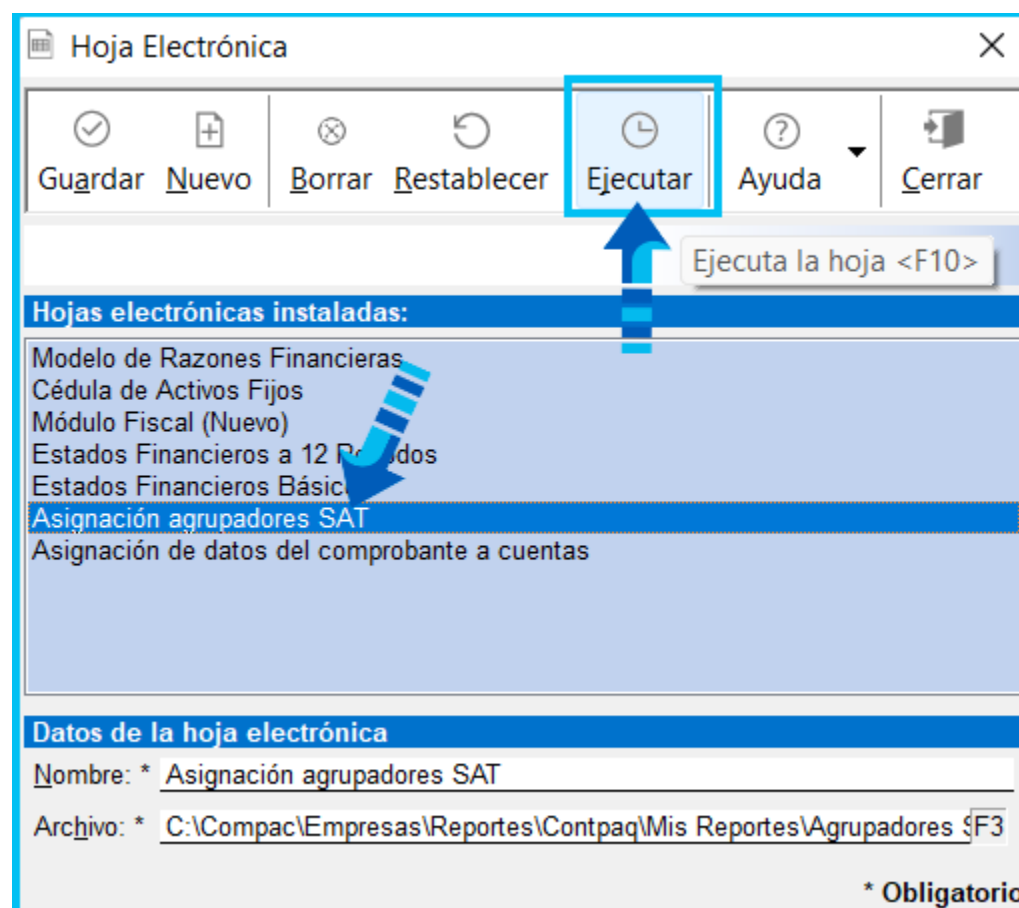 Hoja Electrónica
Guardar Nuevo Borrar Restablecer Ejecutar Ayuda Cerrar
Ejecuta la hoja <F10>
Hojas electrónicas instaladas:
Modelo de Razones Financieras
Cédula de Activos Fijos
Módulo Fiscal (Nuevo)
Estados Financieros a 12 Periodos
Estados Financieros
Asignación agrupadores SAT
Asignación de datos del comprobante a cuentas
Datos de la hoja electrónica
Nombre: * Asignación agrupadores SAT
Archivo: * C:\Compac\Empresas\Reportes\Contpaq\Mis Reportes\Agrupadores F3
* Obligatorio